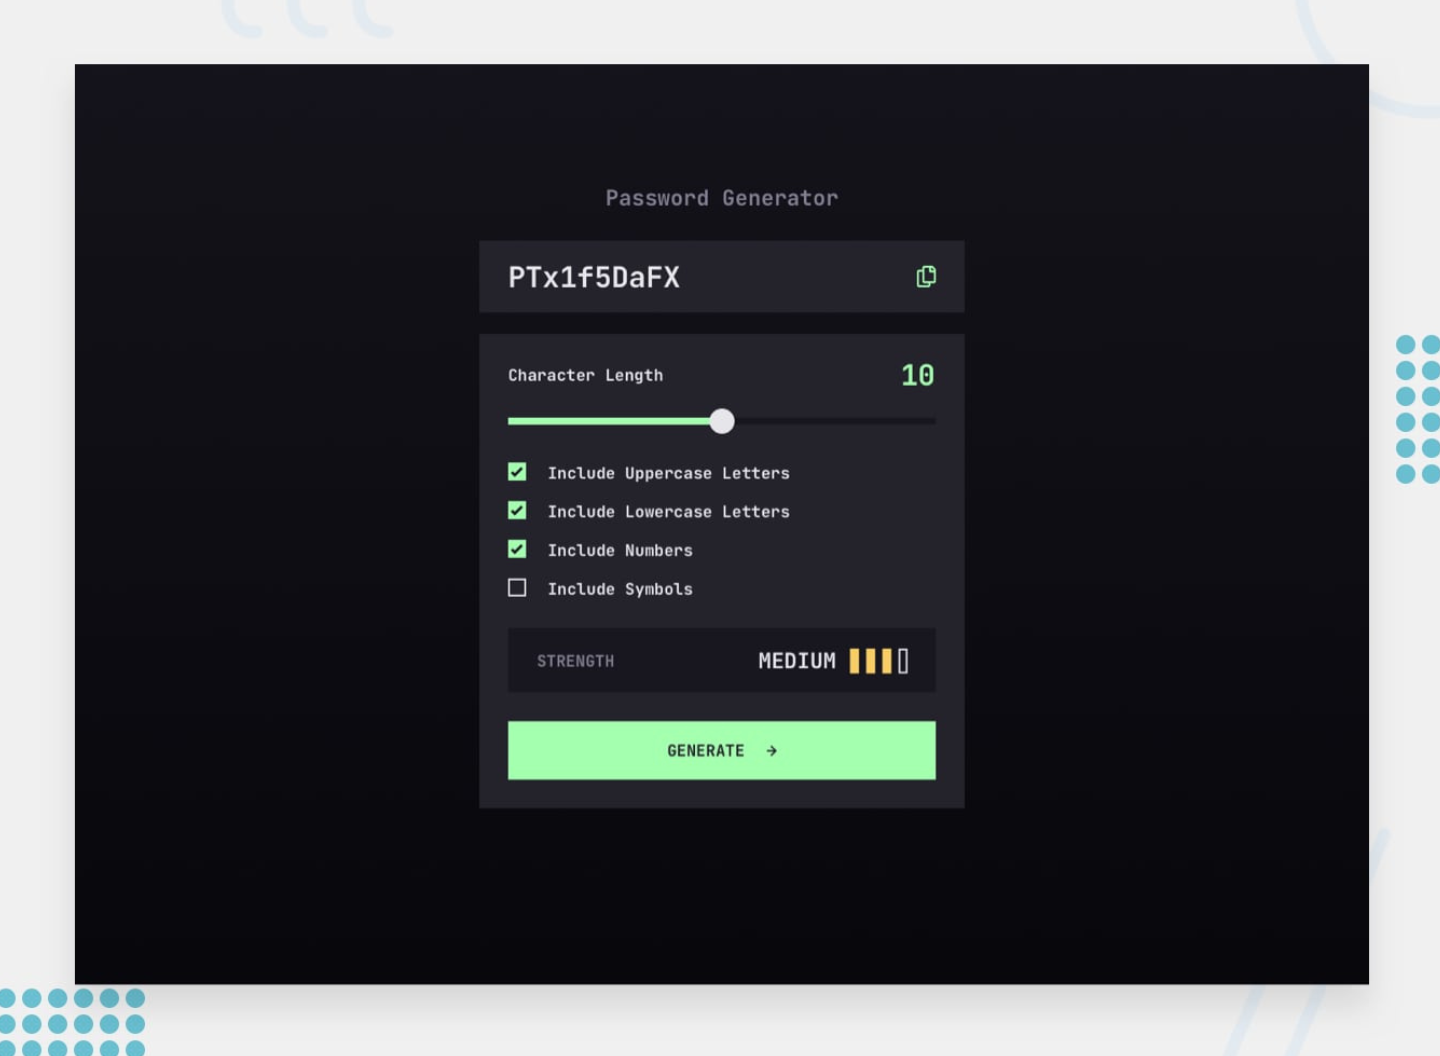 Password Generator
PTx1f5DaFX
Character Length 10
Include Uppercase Letters
Include Lowercase Letters
Include Numbers
Include Symbols
STRENGTH MEDIUM
GENERATE →